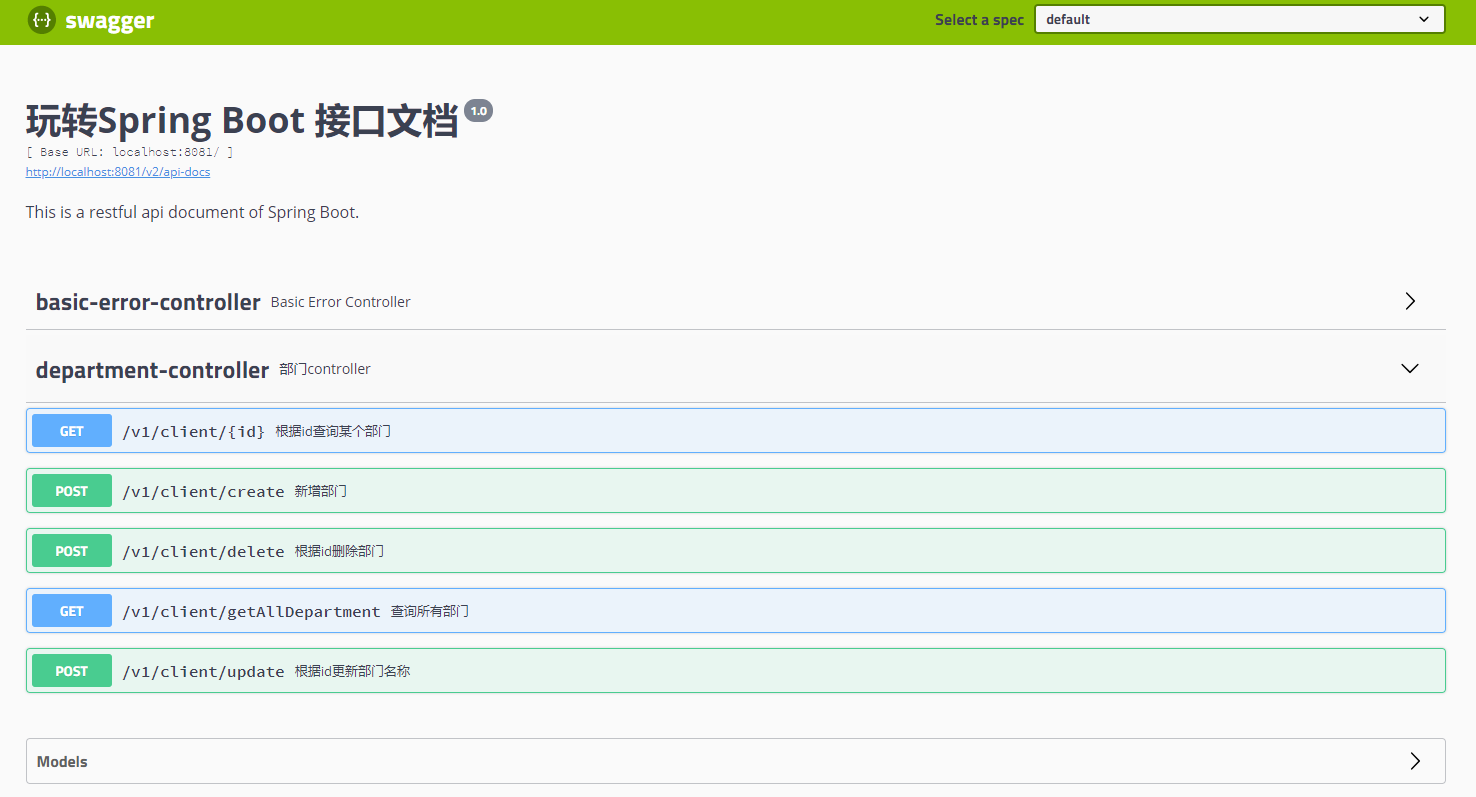 swagger Select a spec default
玩转Spring Boot 接口文档 1.0
[ Base URL: localhost:8081/ ]
http://localhost:8081/v2/api-docs
This is a restful api document of Spring Boot.
basic-error-controller Basic Error Controller
department-controller 部门controller
GET /v1/client/{id} 根据id查询某个部门
POST /v1/client/create 新增部门
POST /v1/client/delete 根据id删除部门
GET /v1/client/getAllDepartment 查询所有部门
POST /v1/client/update 根据id更新部门名称
Models